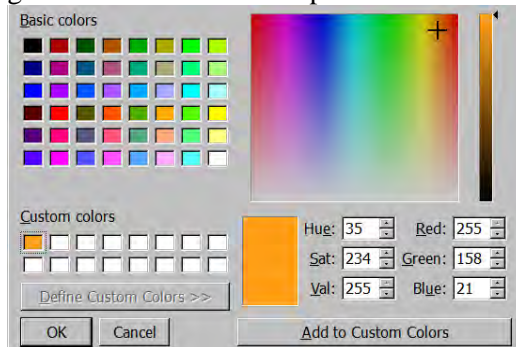 Basic colors
Custom colors
Define Custom Colors >>
OK Cancel
Hue: 35 Red: 255
Sat: 234 Green: 158
Val: 255 Blue: 21
Add to Custom Colors